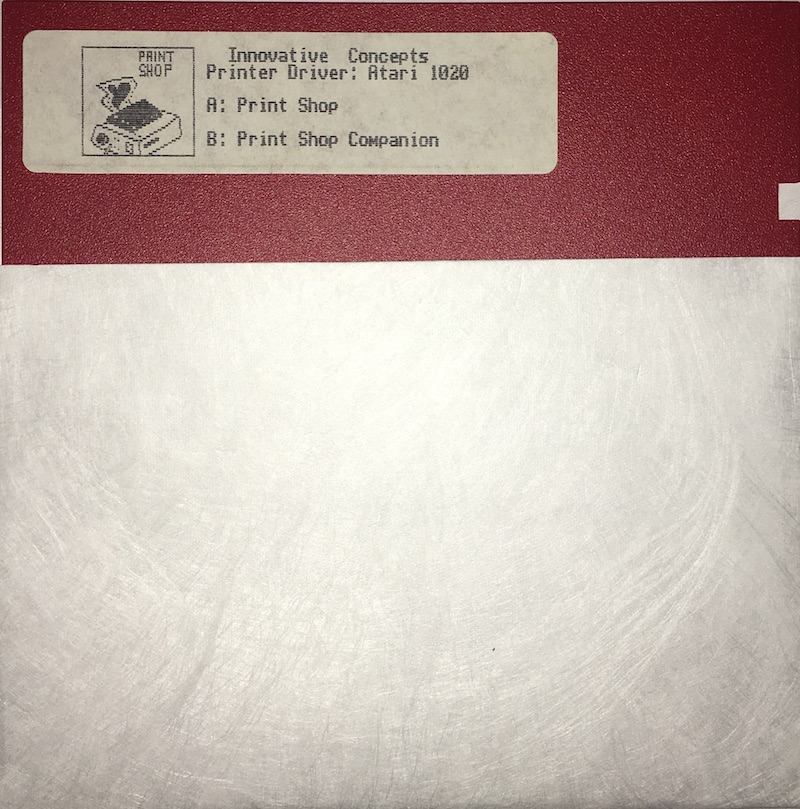 PRINT
SHOP
Innovative Concepts
Printer Driver: Atari 1020
A: Print Shop
B: Print Shop Companion